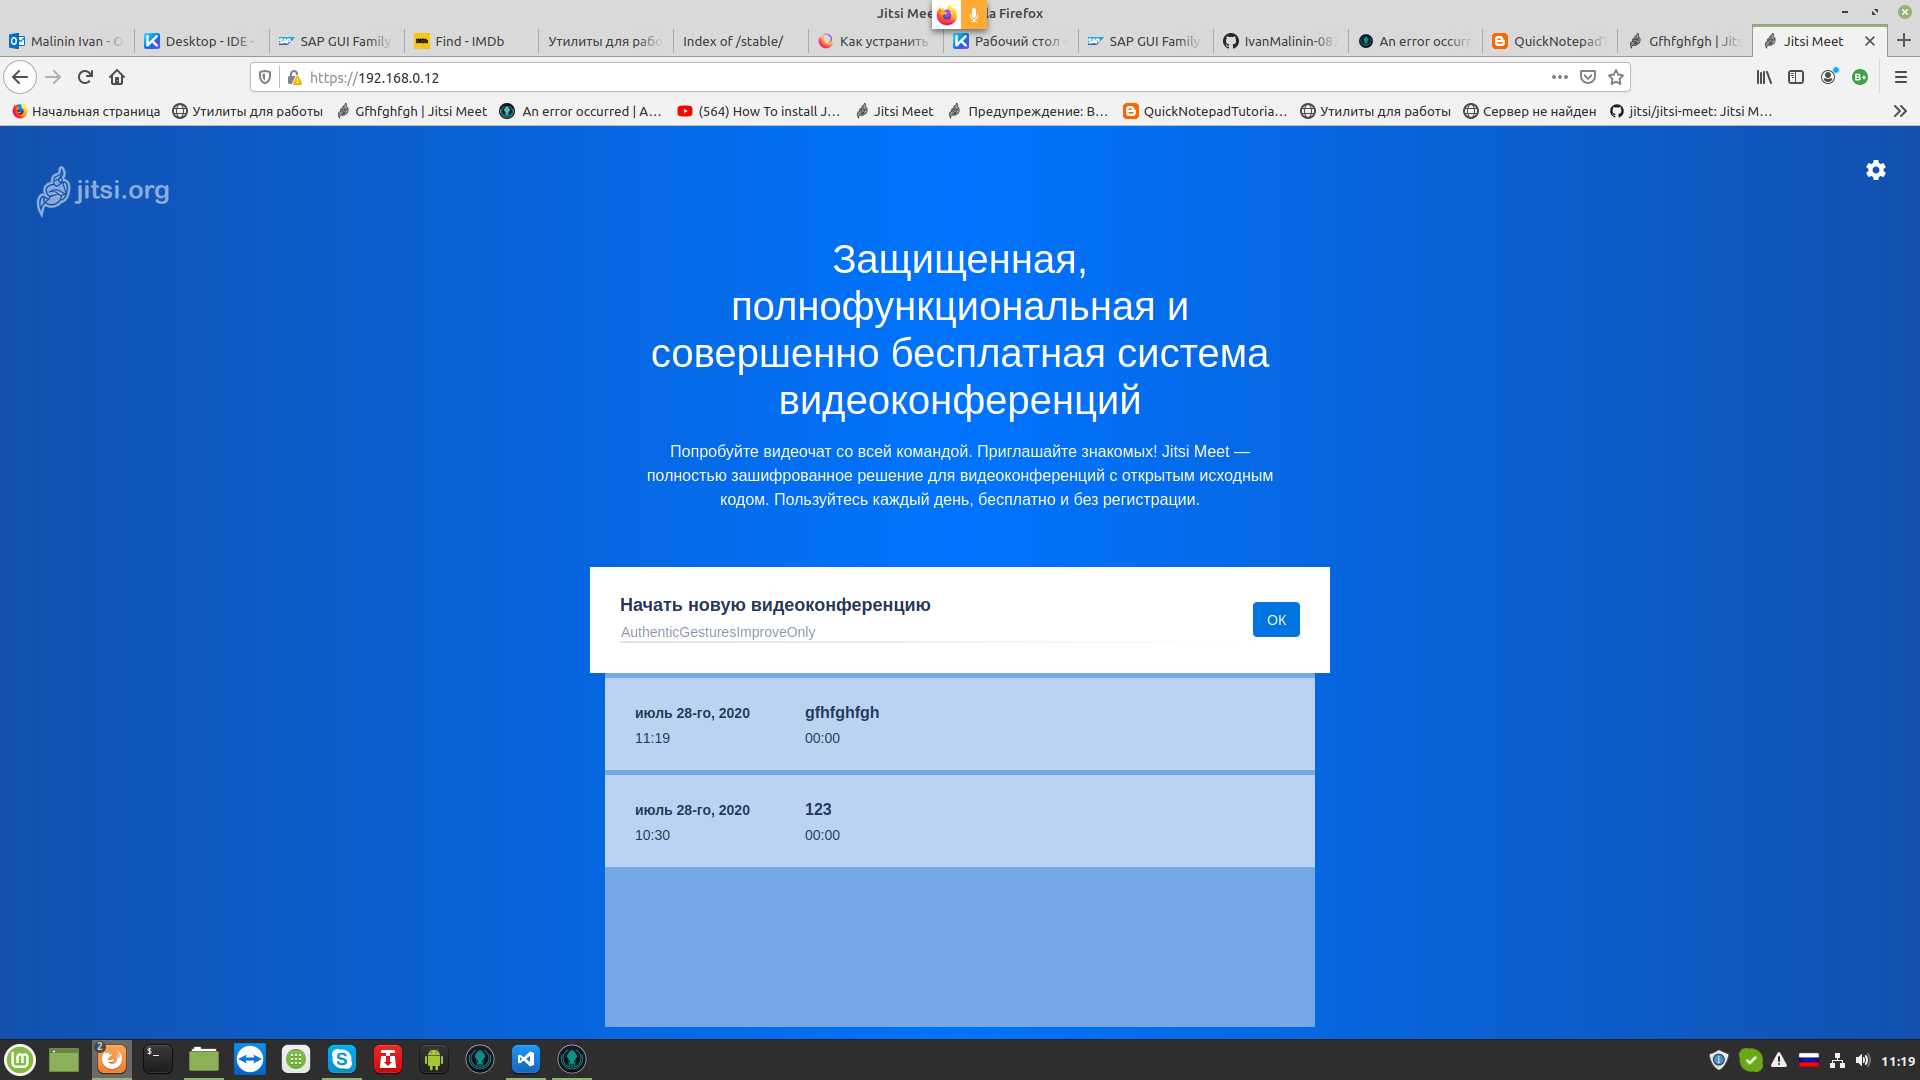 Jitsi Mee la Firefox
Malinin Ivan - O
Desktop - IDE -
SAP GUI Family
Find - IMDb
Утилиты для рабо
Index of /stable/
Как устранить
Рабочий стол -
SAP GUI Family
IvanMalinin-087
An error occurr
QuickNotepadT
Gfhfghfgh | Jits
Jitsi Meet
https://192.168.0.12
Начальная страница
Утилиты для работы
Gfhfghfgh | Jitsi Meet
An error occurred | A...
(564) How To install J...
Jitsi Meet
Предупреждение: В...
QuickNotepadTutoria...
Утилиты для работы
Сервер не найден
jitsi/jitsi-meet: Jitsi M...
jitsi.org
Защищенная,
полнофункциональная и
совершенно бесплатная система
видеоконференций
Попробуйте видеочат со всей командой. Приглашайте знакомых! Jitsi Meet —
полностью зашифрованное решение для видеоконференций с открытым исходным
кодом. Пользуйтесь каждый день, бесплатно и без регистрации.
Начать новую видеоконференцию
AuthenticGesturesImproveOnly
ОК
июль 28-го, 2020
gfhfghfgh
11:19
00:00
июль 28-го, 2020
123
10:30
00:00
2
11:19